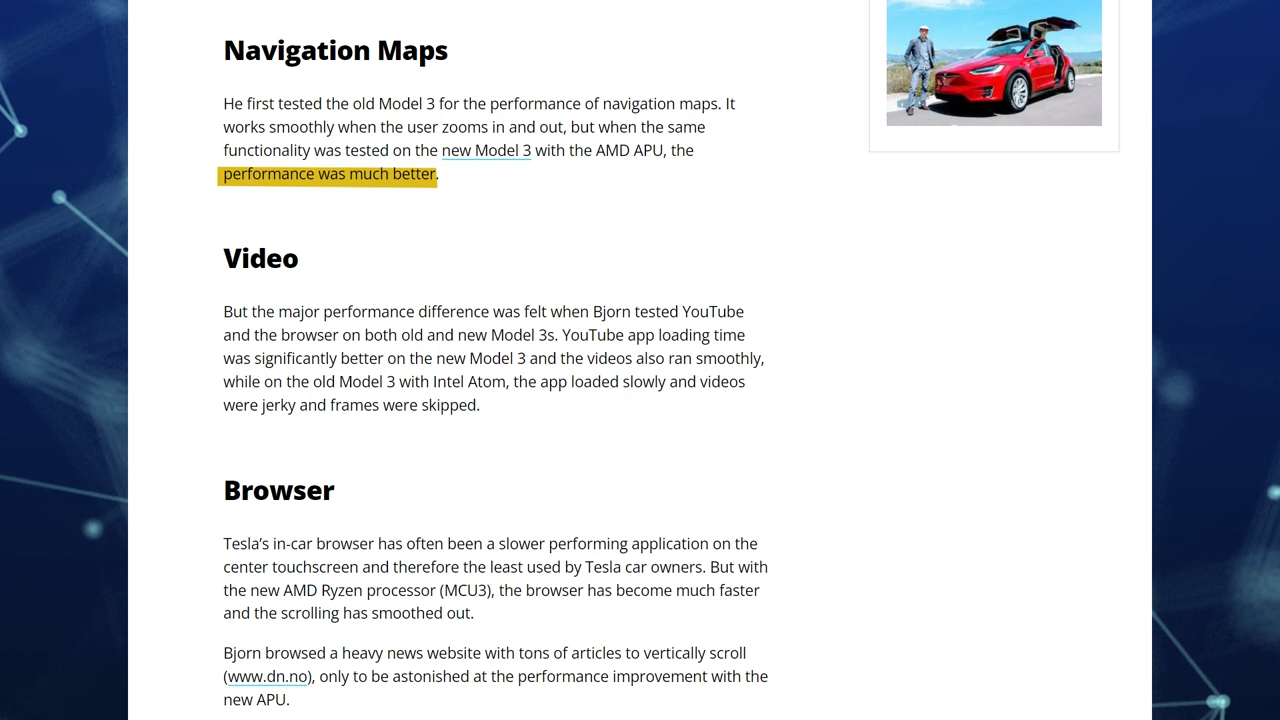 Navigation Maps
He first tested the old Model 3 for the performance of navigation maps. It
works smoothly when the user zooms in and out, but when the same
functionality was tested on the new Model 3 with the AMD APU, the
performance was much better.
Video
But the major performance difference was felt when Bjorn tested YouTube
and the browser on both old and new Model 3s. YouTube app loading time
was significantly better on the new Model 3 and the videos also ran smoothly,
while on the old Model 3 with Intel Atom, the app loaded slowly and videos
were jerky and frames were skipped.
Browser
Tesla’s in-car browser has often been a slower performing application on the
center touchscreen and therefore the least used by Tesla car owners. But with
the new AMD Ryzen processor (MCU3), the browser has become much faster
and the scrolling has smoothed out.
Bjorn browsed a heavy news website with tons of articles to vertically scroll
(www.dn.no), only to be astonished at the performance improvement with the
new APU.